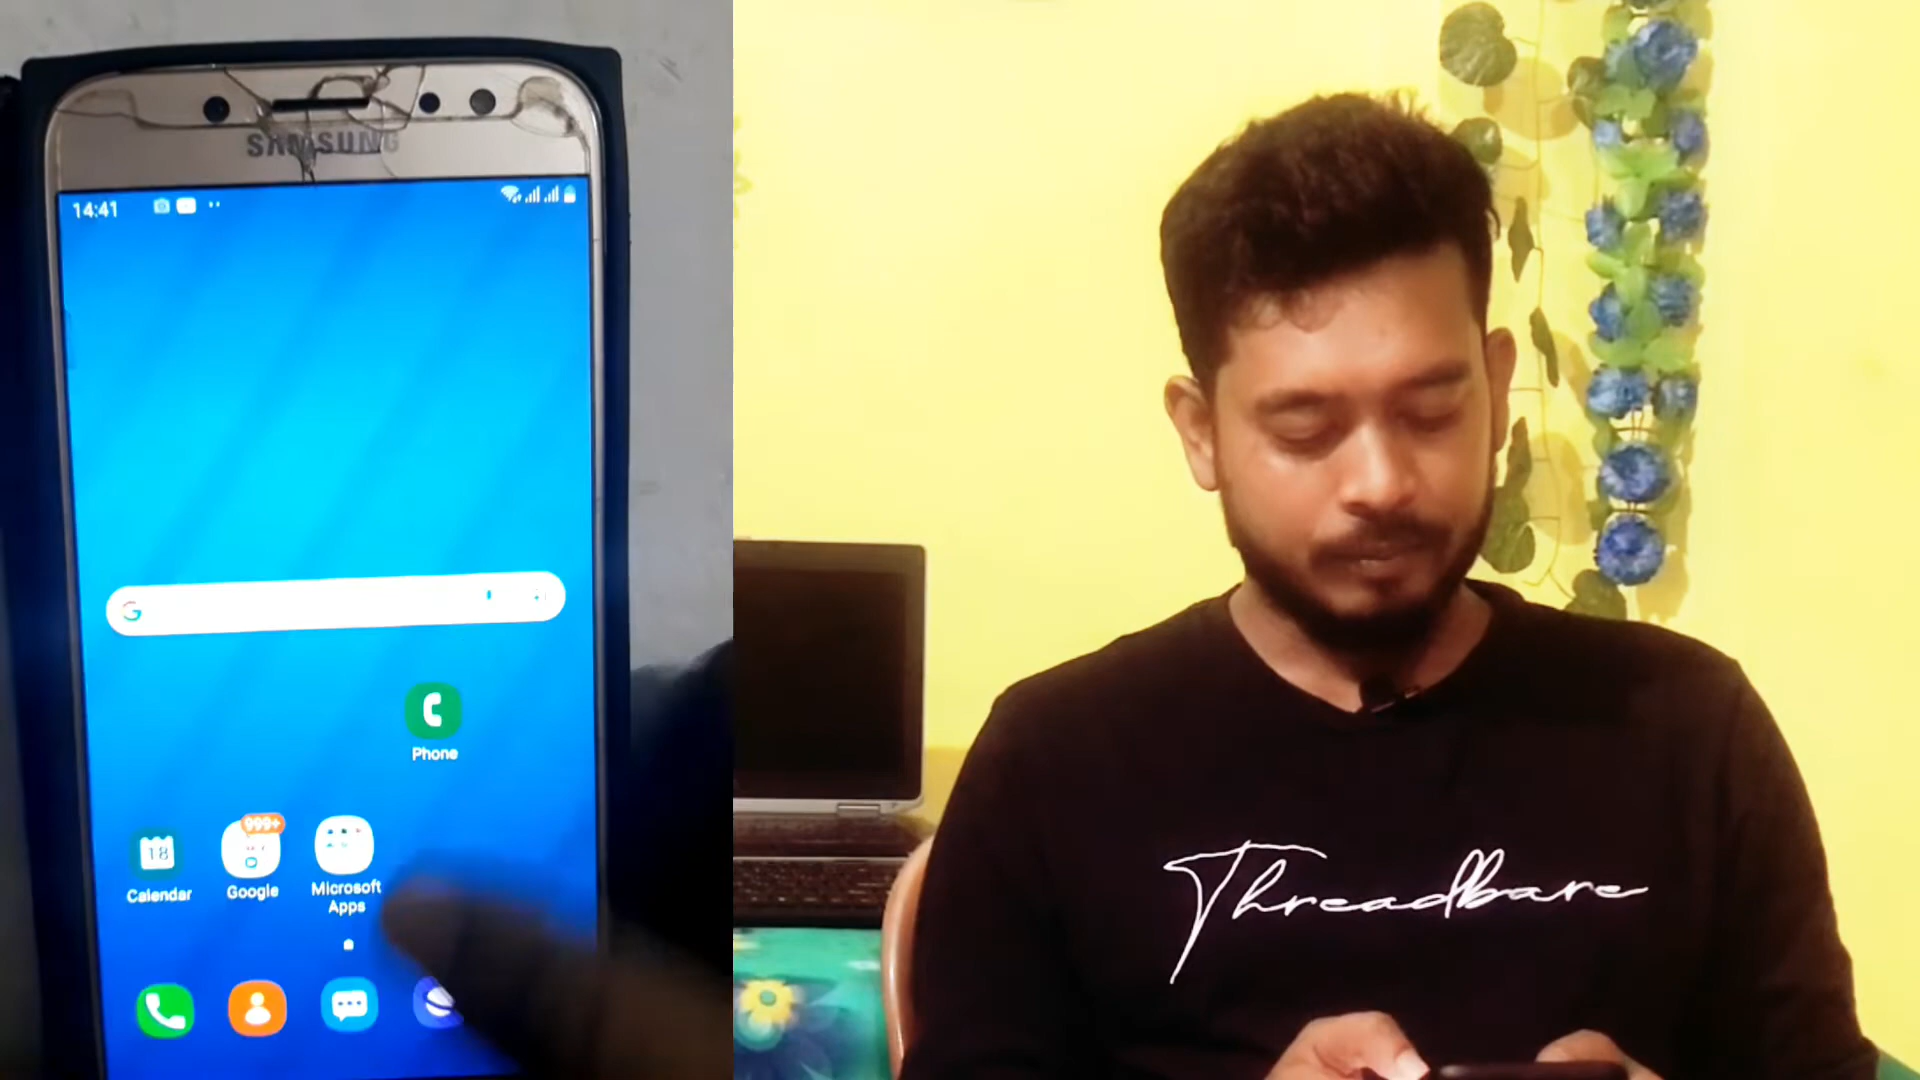 SAMSUNG
14:41
G
Phone
18
999+
Calendar
Google
Microsoft
Apps
Threadbare